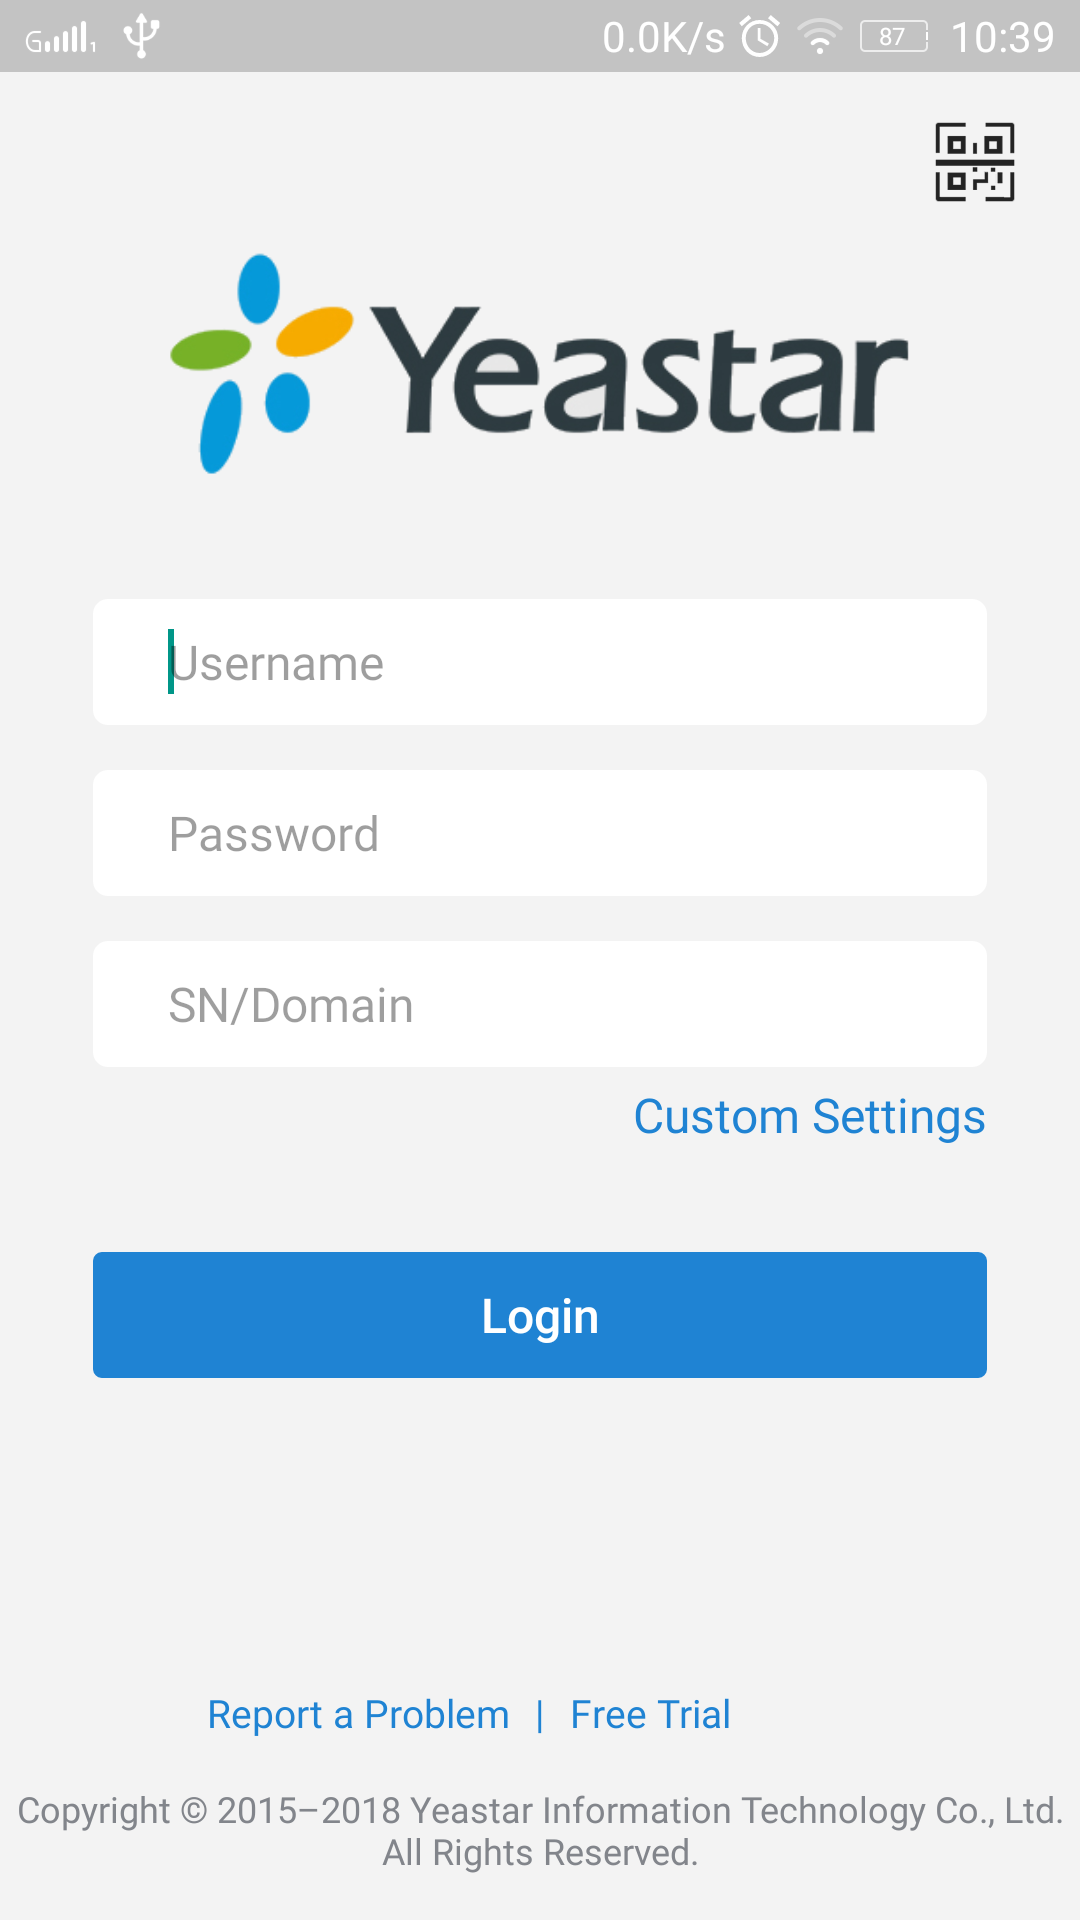 G 1 0.0K/s 87 10:39
Yeastar
Username
Password
SN/Domain
Custom Settings
Login
Report a Problem | Free Trial
Copyright © 2015–2018 Yeastar Information Technology Co., Ltd.
All Rights Reserved.